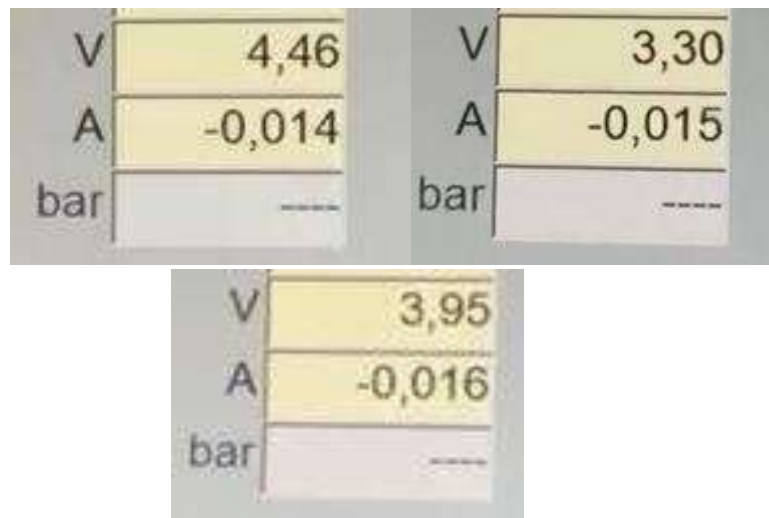 V 4,46
A -0,014
bar ----
V 3,30
A -0,015
bar ----
V 3,95
A -0,016
bar ----